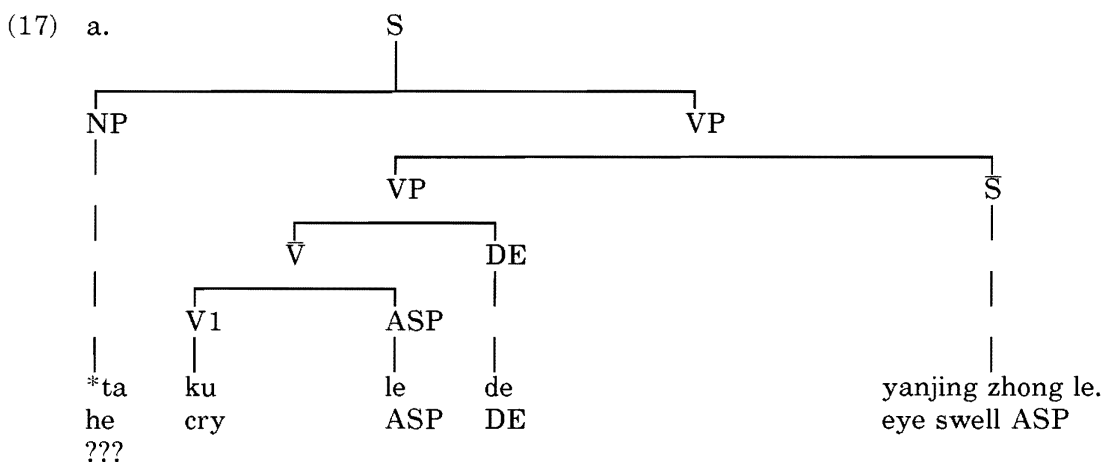 (17) a. S
NP VP
VP S̅
V̅ DE
V1 ASP
*ta ku le de yanjing zhong le.
he cry ASP DE eye swell ASP
???